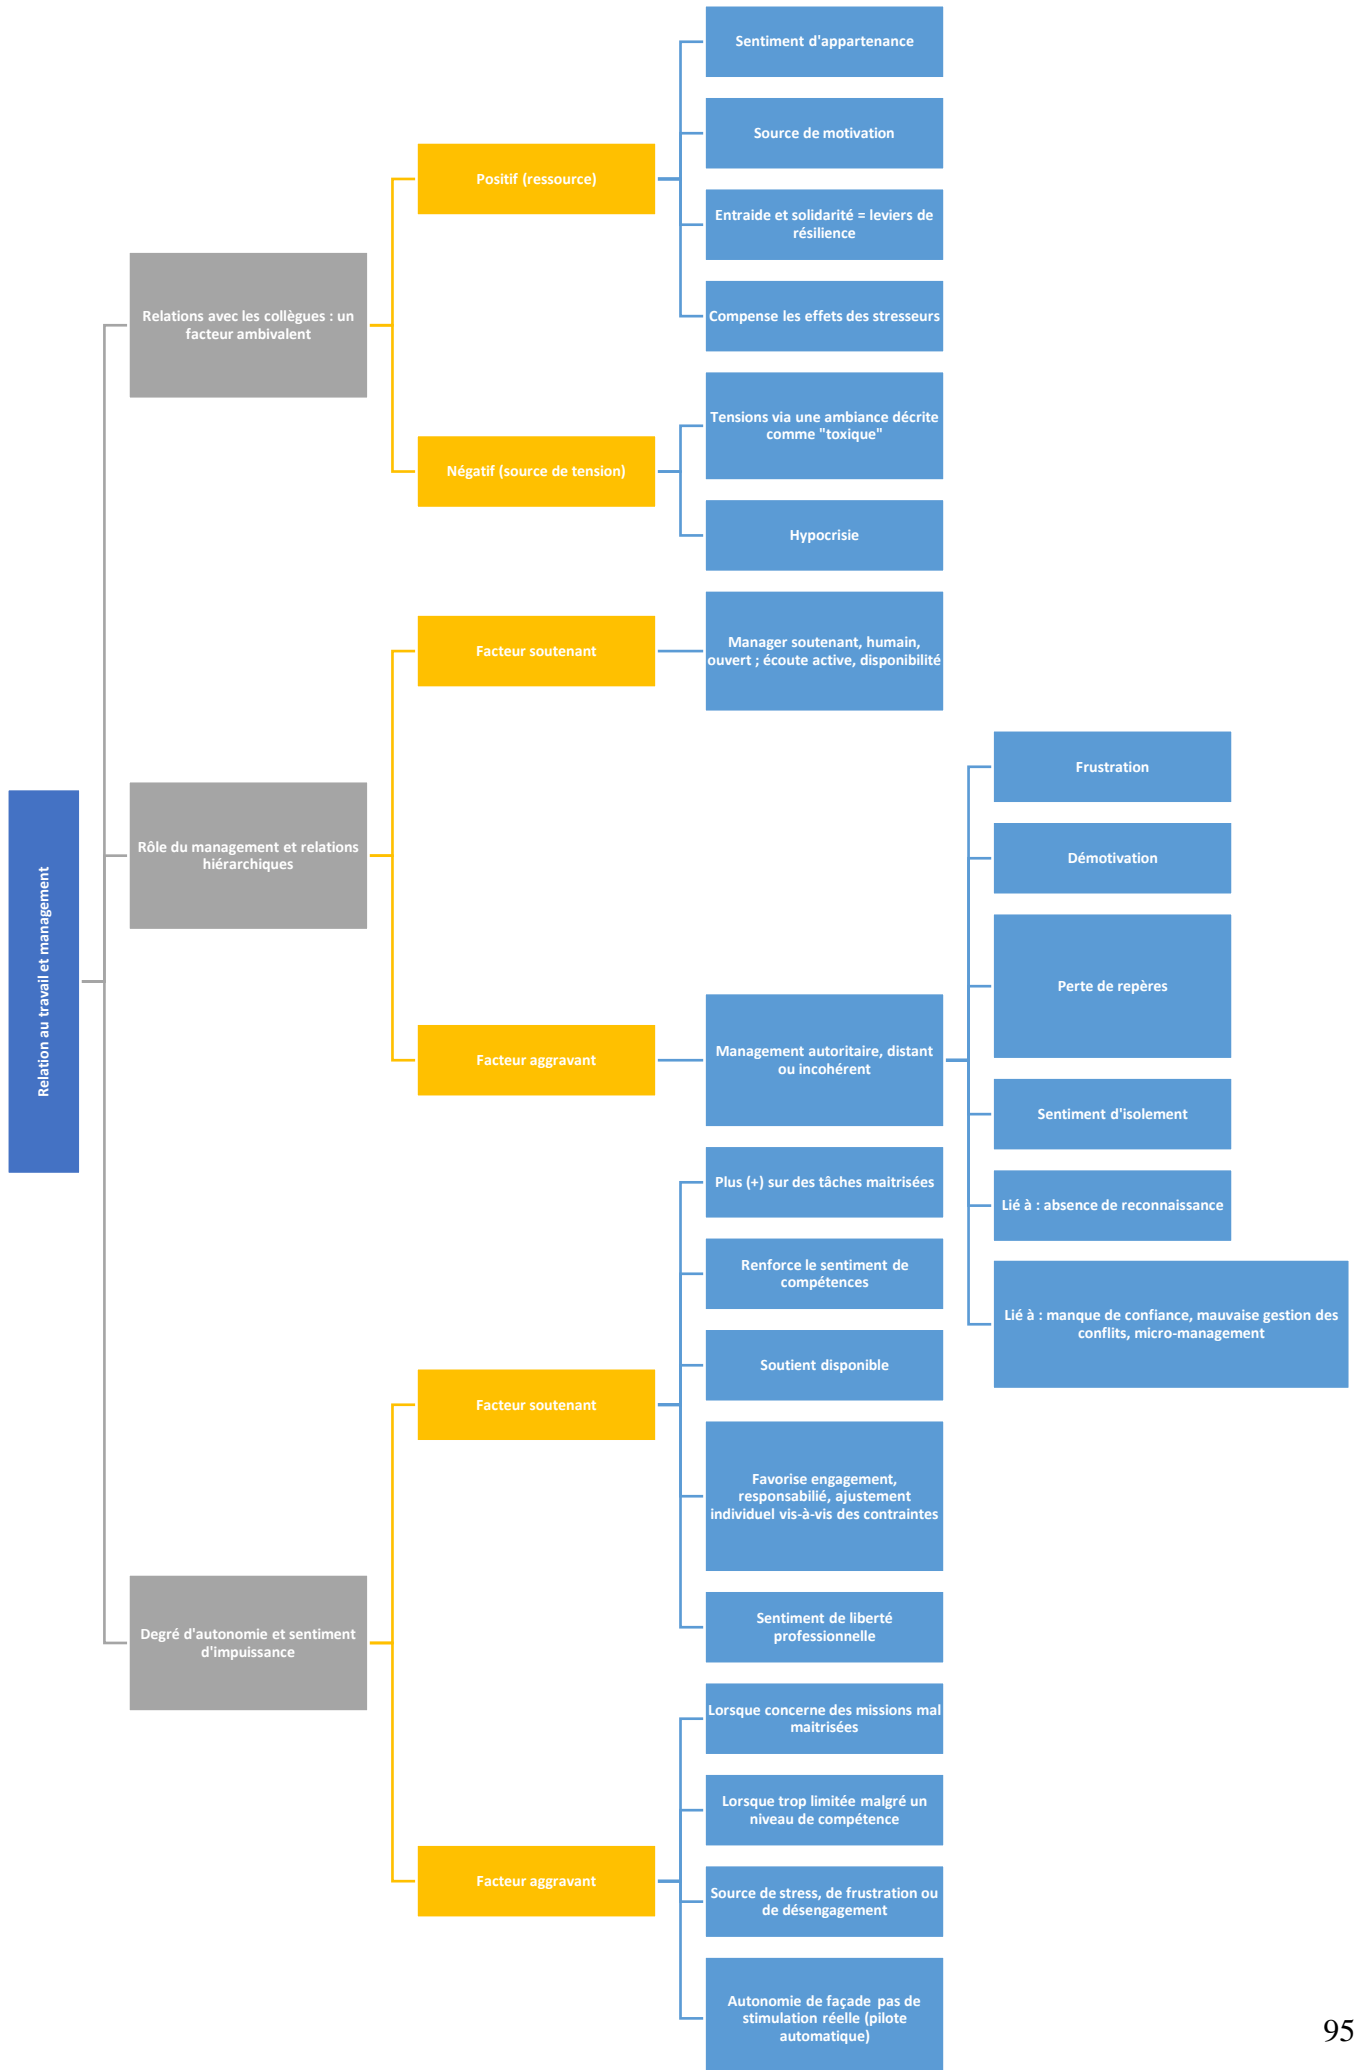 Relation au travail et management
Relations avec les collègues : un
facteur ambivalent
Positif (ressource)
Sentiment d'appartenance
Source de motivation
Entraide et solidarité = leviers de
résilience
Compense les effets des stresseurs
Négatif (source de tension)
Tensions via une ambiance décrite
comme "toxique"
Hypocrisie
Rôle du management et relations
hiérarchiques
Facteur soutenant
Manager soutenant, humain,
ouvert ; écoute active, disponibilité
Facteur aggravant
Management autoritaire, distant
ou incohérent
Frustration
Démotivation
Perte de repères
Sentiment d'isolement
Lié à : absence de reconnaissance
Lié à : manque de confiance, mauvaise gestion des
conflits, micro-management
Degré d'autonomie et sentiment
d'impuissance
Facteur soutenant
Plus (+) sur des tâches maitrisées
Renforce le sentiment de
compétences
Soutient disponible
Favorise engagement,
responsabilié, ajustement
individuel vis-à-vis des contraintes
Sentiment de liberté
professionnelle
Facteur aggravant
Lorsque concerne des missions mal
maitrisées
Lorsque trop limitée malgré un
niveau de compétence
Source de stress, de frustration ou
de désengagement
Autonomie de façade pas de
stimulation réelle (pilote
automatique)
95